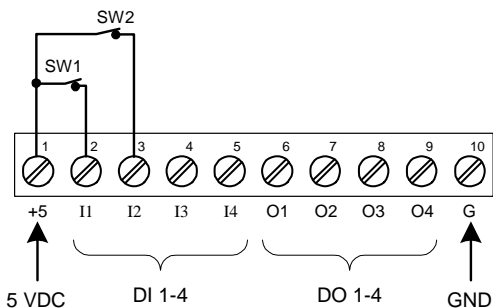 SW2
SW1
1 2 3 4 5 6 7 8 9 10
+5 I1 I2 I3 I4 O1 O2 O3 O4 G
5 VDC DI 1-4 DO 1-4 GND